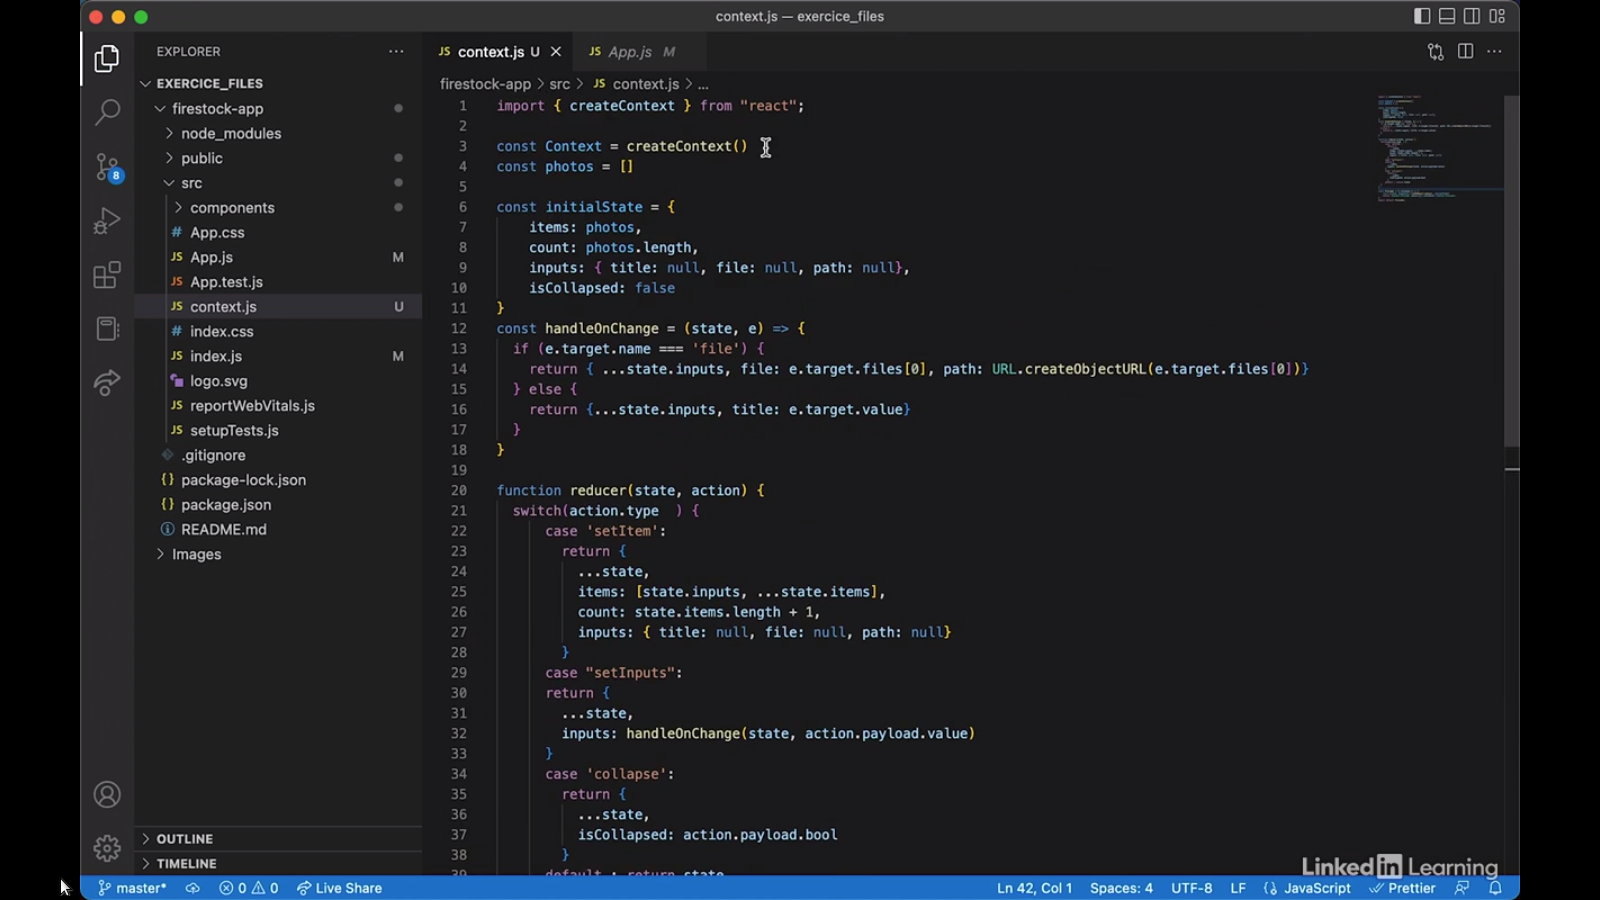 context.js — exercice_files
EXPLORER
EXERCICE_FILES
firestock-app
node_modules
public
src
components
App.css
App.js M
App.test.js
context.js U
index.css
index.js M
logo.svg
reportWebVitals.js
setupTests.js
.gitignore
package-lock.json
package.json
README.md
Images
OUTLINE
TIMELINE
8
JS context.js U
JS App.js M
firestock-app > src > JS context.js > ...
1 import { createContext } from "react";
2
3 const Context = createContext()
4 const photos = []
5
6 const initialState = {
7 items: photos,
8 count: photos.length,
9 inputs: { title: null, file: null, path: null},
10 isCollapsed: false
11 }
12 const handleOnChange = (state, e) => {
13 if (e.target.name === 'file') {
14 return { ...state.inputs, file: e.target.files[0], path: URL.createObjectURL(e.target.files[0])}
15 } else {
16 return {...state.inputs, title: e.target.value}
17 }
18 }
19
20 function reducer(state, action) {
21 switch(action.type  ) {
22 case 'setItem':
23 return {
24 ...state,
25 items: [state.inputs, ...state.items],
26 count: state.items.length + 1,
27 inputs: { title: null, file: null, path: null}
28 }
29 case "setInputs":
30 return {
31 ...state,
32 inputs: handleOnChange(state, action.payload.value)
33 }
34 case 'collapse':
35 return {
36 ...state,
37 isCollapsed: action.payload.bool
38 }
39 default : return state
LinkedIn Learning
master* 0 0 Live Share
Ln 42, Col 1 Spaces: 4 UTF-8 LF {} JavaScript Prettier